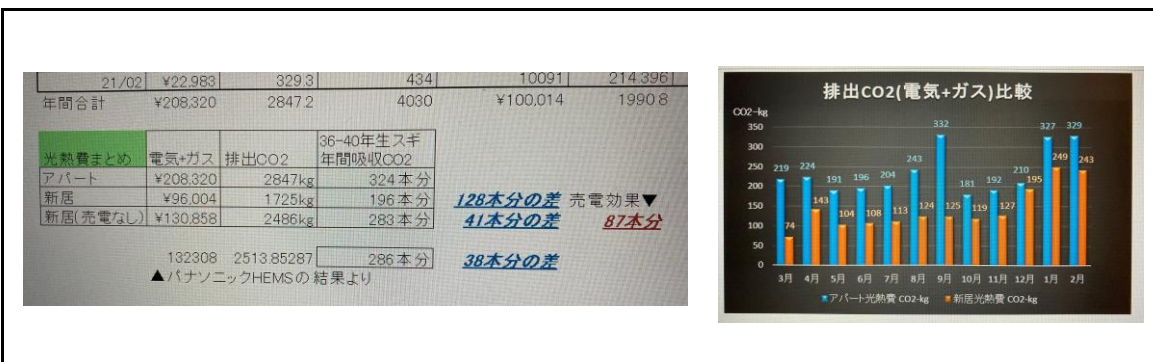 21/02 ¥22,983 329.3 434 10091 214.396
年間合計 ¥208,320 2847.2 4030 ¥100,014 1990.8
36-40年生スギ
光熱費まとめ 電気+ガス 排出CO2 年間吸収CO2
アパート ¥208,320 2847kg 324本分
新居 ¥96,004 1725kg 196本分 128本分の差 売電効果▼
新居(売電なし) ¥130,858 2486kg 283本分 41本分の差 87本分
132308 2513.85287 286本分 38本分の差
▲パナソニックHEMSの結果より
排出CO2(電気+ガス)比較
CO2-kg
350
300
250
200
150
100
50
0
219 224 191 196 204 243 332 181 192 210 327 329
74 143 104 108 113 124 125 119 127 195 249 243
3月 4月 5月 6月 7月 8月 9月 10月 11月 12月 1月 2月
アパート光熱費 CO2-kg 新居光熱費 CO2-kg